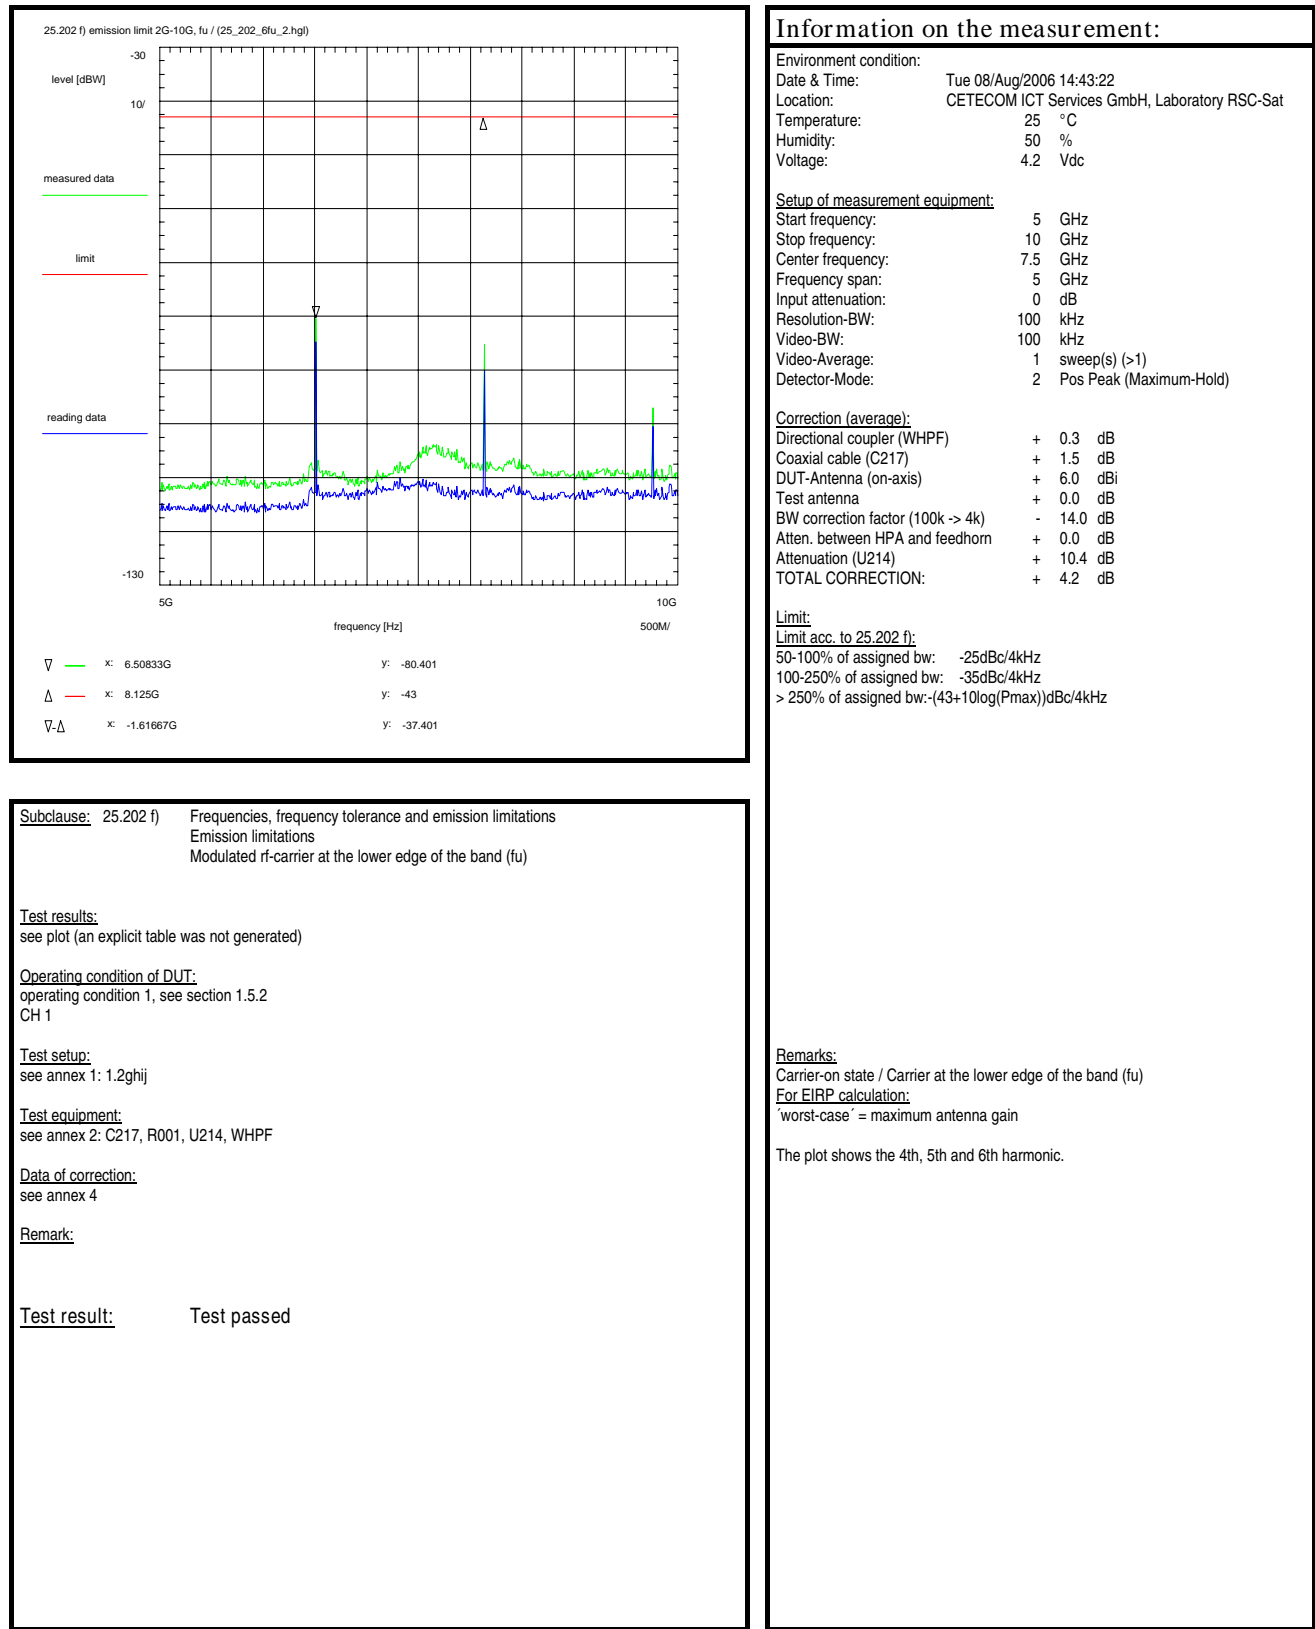 25.202 f) emission limit 2G-10G, fu / (25_202_6fu_2.hgl)
-30
level [dBW]
10/
measured data
limit
reading data
-130
5G
10G
frequency [Hz]
500M/
x: 6.50833G y: -80.401
x: 8.125G y: -43
x: -1.61667G y: -37.401
Subclause: 25.202 f) Frequencies, frequency tolerance and emission limitations
Emission limitations
Modulated rf-carrier at the lower edge of the band (fu)
Test results:
see plot (an explicit table was not generated)
Operating condition of DUT:
operating condition 1, see section 1.5.2
CH 1
Test setup:
see annex 1: 1.2ghij
Test equipment:
see annex 2: C217, R001, U214, WHPF
Data of correction:
see annex 4
Remark:
Test result: Test passed
Information on the measurement:
Environment condition:
Date & Time: Tue 08/Aug/2006 14:43:22
Location: CETECOM ICT Services GmbH, Laboratory RSC-Sat
Temperature: 25 °C
Humidity: 50 %
Voltage: 4.2 Vdc
Setup of measurement equipment:
Start frequency: 5 GHz
Stop frequency: 10 GHz
Center frequency: 7.5 GHz
Frequency span: 5 GHz
Input attenuation: 0 dB
Resolution-BW: 100 kHz
Video-BW: 100 kHz
Video-Average: 1 sweep(s) (>1)
Detector-Mode: 2 Pos Peak (Maximum-Hold)
Correction (average):
Directional coupler (WHPF) + 0.3 dB
Coaxial cable (C217) + 1.5 dB
DUT-Antenna (on-axis) + 6.0 dBi
Test antenna + 0.0 dB
BW correction factor (100k -> 4k) - 14.0 dB
Atten. between HPA and feedhorn + 0.0 dB
Attenuation (U214) + 10.4 dB
TOTAL CORRECTION: + 4.2 dB
Limit:
Limit acc. to 25.202 f):
50-100% of assigned bw: -25dBc/4kHz
100-250% of assigned bw: -35dBc/4kHz
> 250% of assigned bw:-(43+10log(Pmax))dBc/4kHz
Remarks:
Carrier-on state / Carrier at the lower edge of the band (fu)
For EIRP calculation:
´worst-case´ = maximum antenna gain
The plot shows the 4th, 5th and 6th harmonic.